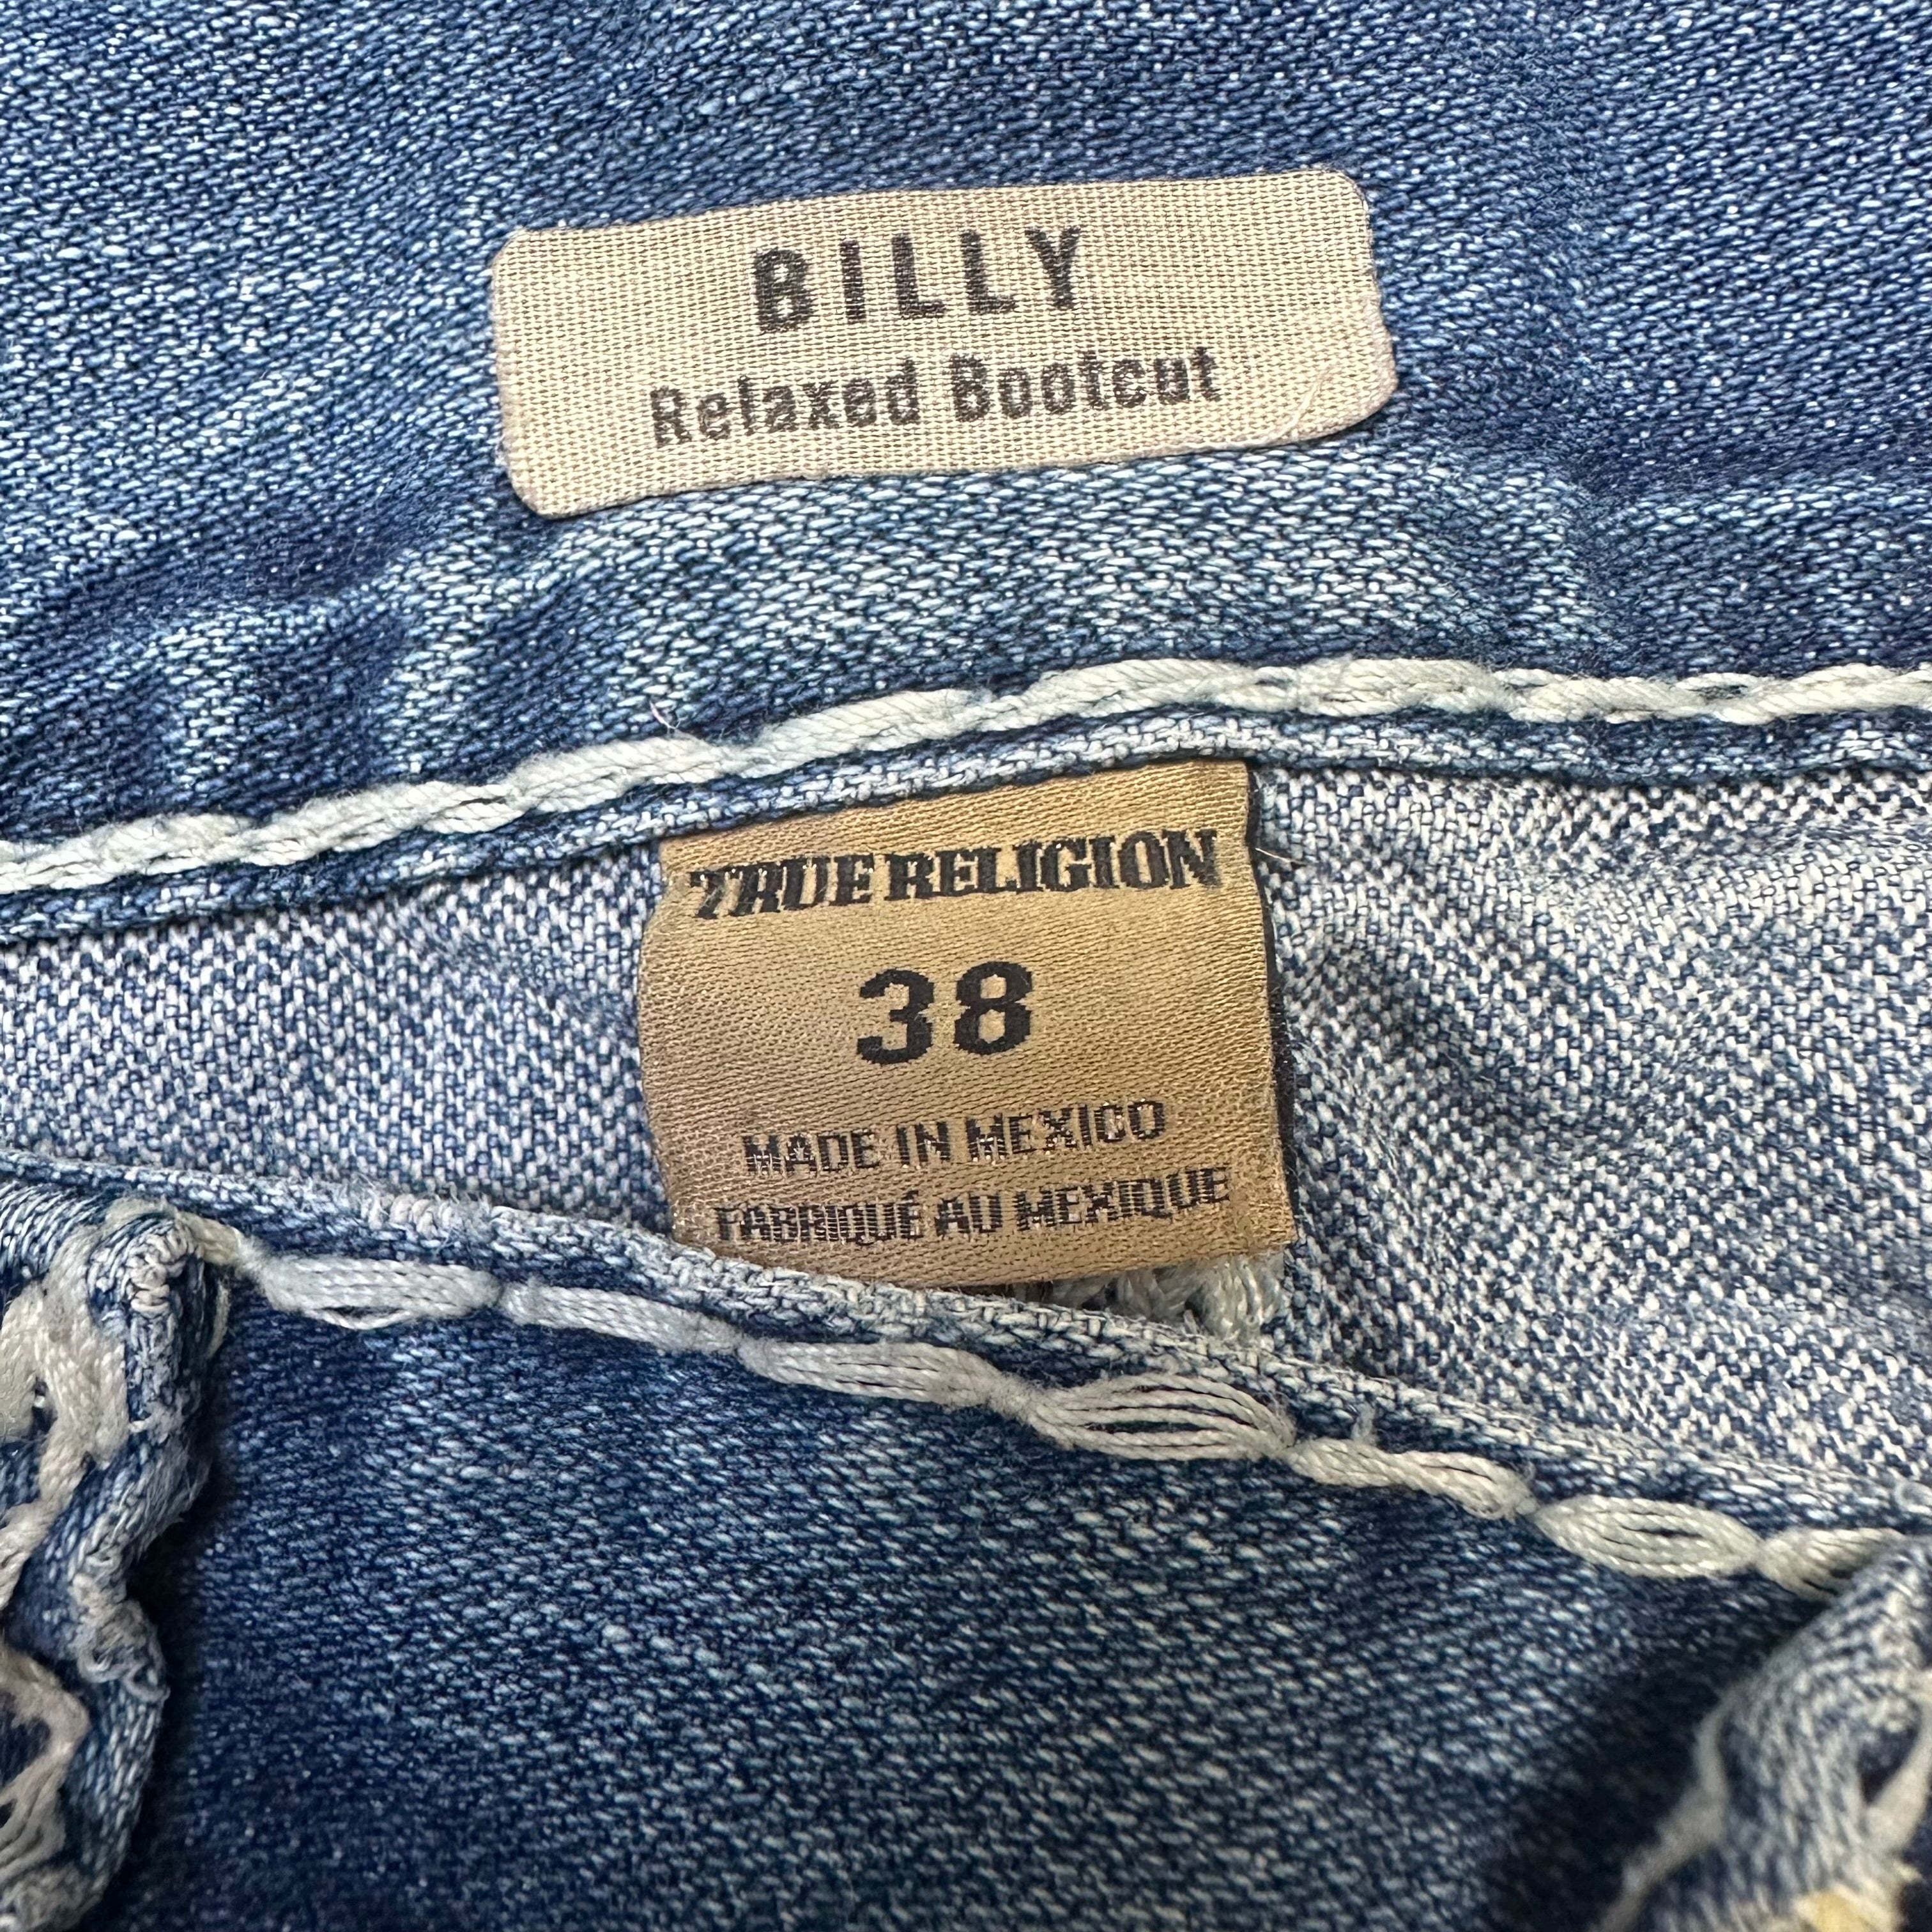 BILLY
Relaxed Bootcut
TRUE RELIGION
38
MADE IN MEXICO
FABRIQUÉ AU MEXIQUE